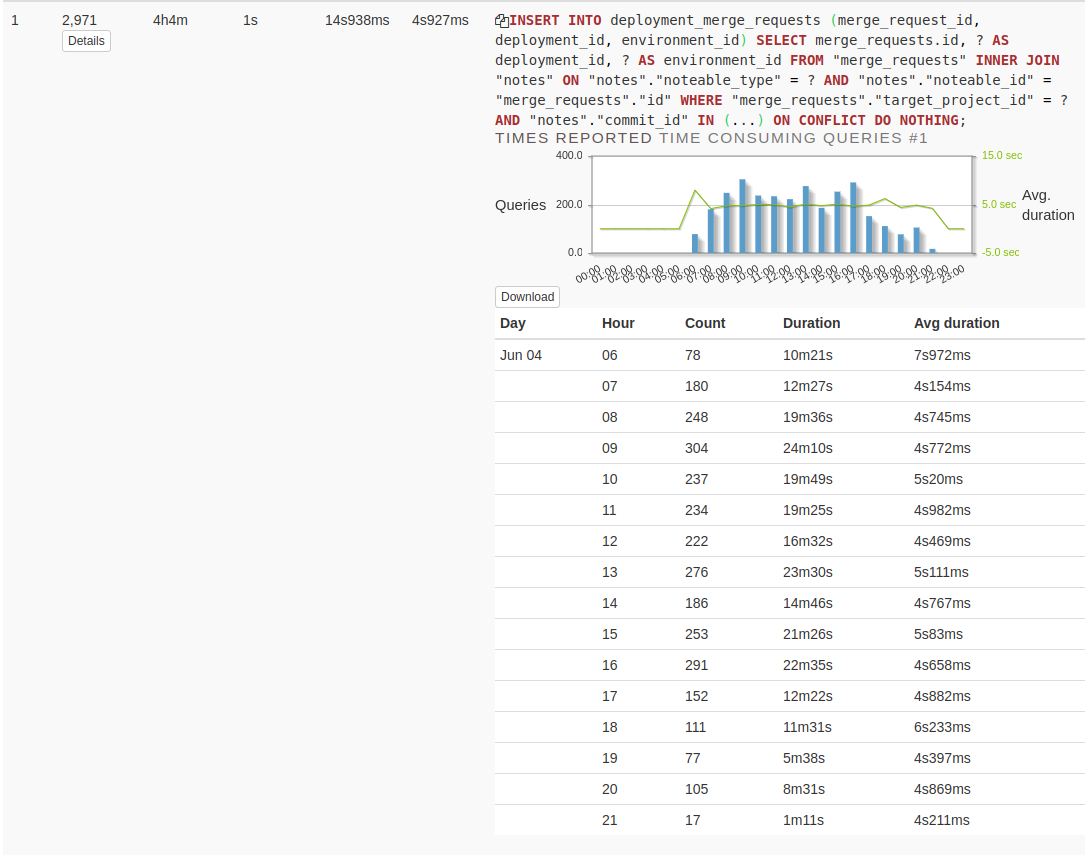 1 2,971 4h4m 1s 14s938ms 4s927ms
Details
INSERT INTO deployment_merge_requests (merge_request_id,
deployment_id, environment_id) SELECT merge_requests.id, ? AS
deployment_id, ? AS environment_id FROM "merge_requests" INNER JOIN
"notes" ON "notes"."noteable_type" = ? AND "notes"."noteable_id" =
"merge_requests"."id" WHERE "merge_requests"."target_project_id" = ?
AND "notes"."commit_id" IN (...) ON CONFLICT DO NOTHING;
TIMES REPORTED TIME CONSUMING QUERIES #1
400.0 15.0 sec
Queries 200.0 5.0 sec Avg. duration
0.0 -5.0 sec
00:00 01:00 02:00 03:00 04:00 05:00 06:00 07:00 08:00 09:00 10:00 11:00 12:00 13:00 14:00 15:00 16:00 17:00 18:00 19:00 20:00 21:00 22:00 23:00
Download
Day Hour Count Duration Avg duration
Jun 04 06 78 10m21s 7s972ms
07 180 12m27s 4s154ms
08 248 19m36s 4s745ms
09 304 24m10s 4s772ms
10 237 19m49s 5s20ms
11 234 19m25s 4s982ms
12 222 16m32s 4s469ms
13 276 23m30s 5s111ms
14 186 14m46s 4s767ms
15 253 21m26s 5s83ms
16 291 22m35s 4s658ms
17 152 12m22s 4s882ms
18 111 11m31s 6s233ms
19 77 5m38s 4s397ms
20 105 8m31s 4s869ms
21 17 1m11s 4s211ms